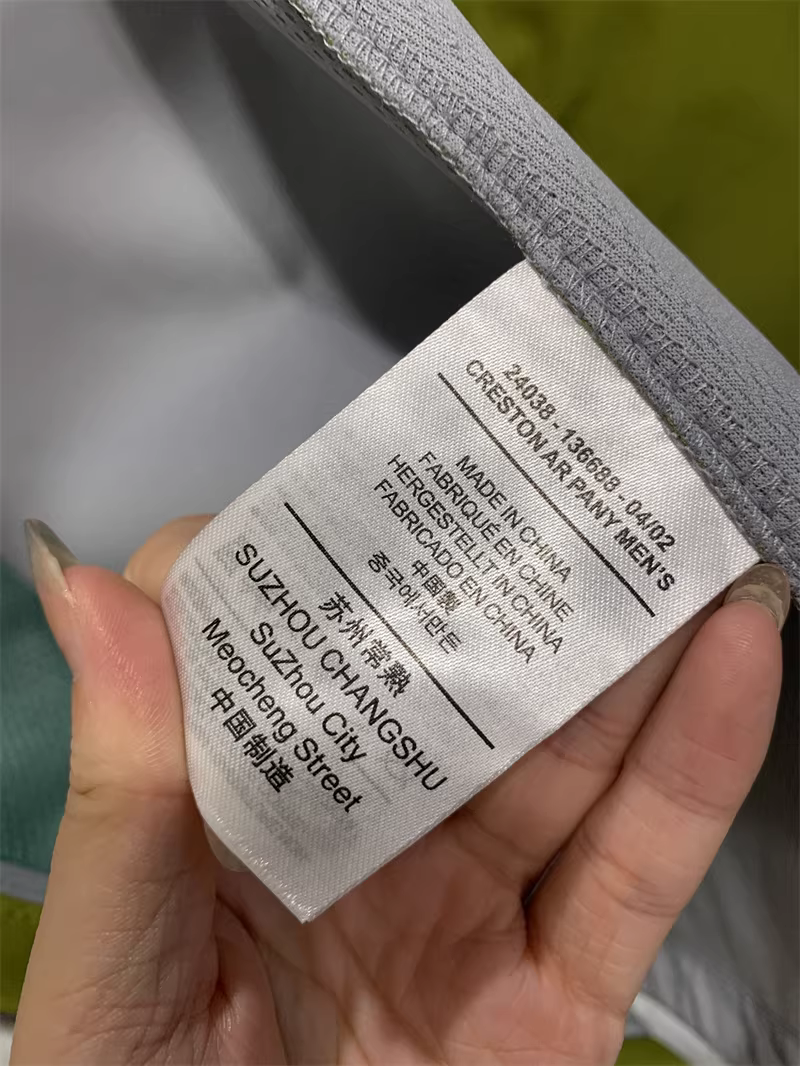 24038 - 136688 - 04/02
CRESTON AR PANY MEN'S
MADE IN CHINA
FABRIQUÉ EN CHINE
HERGESTELLT IN CHINA
FABRICADO EN CHINA
中国製
중국에서만든
苏州常熟
SUZHOU CHANGSHU
SuZhou City
Meocheng Street
中国制造